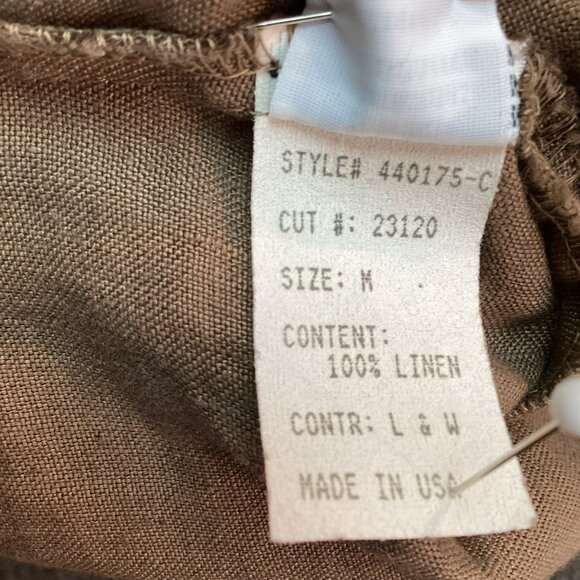 STYLE# 440175-C
CUT #: 23120
SIZE: M
CONTENT:
100% LINEN
CONTR: L & W
MADE IN USA